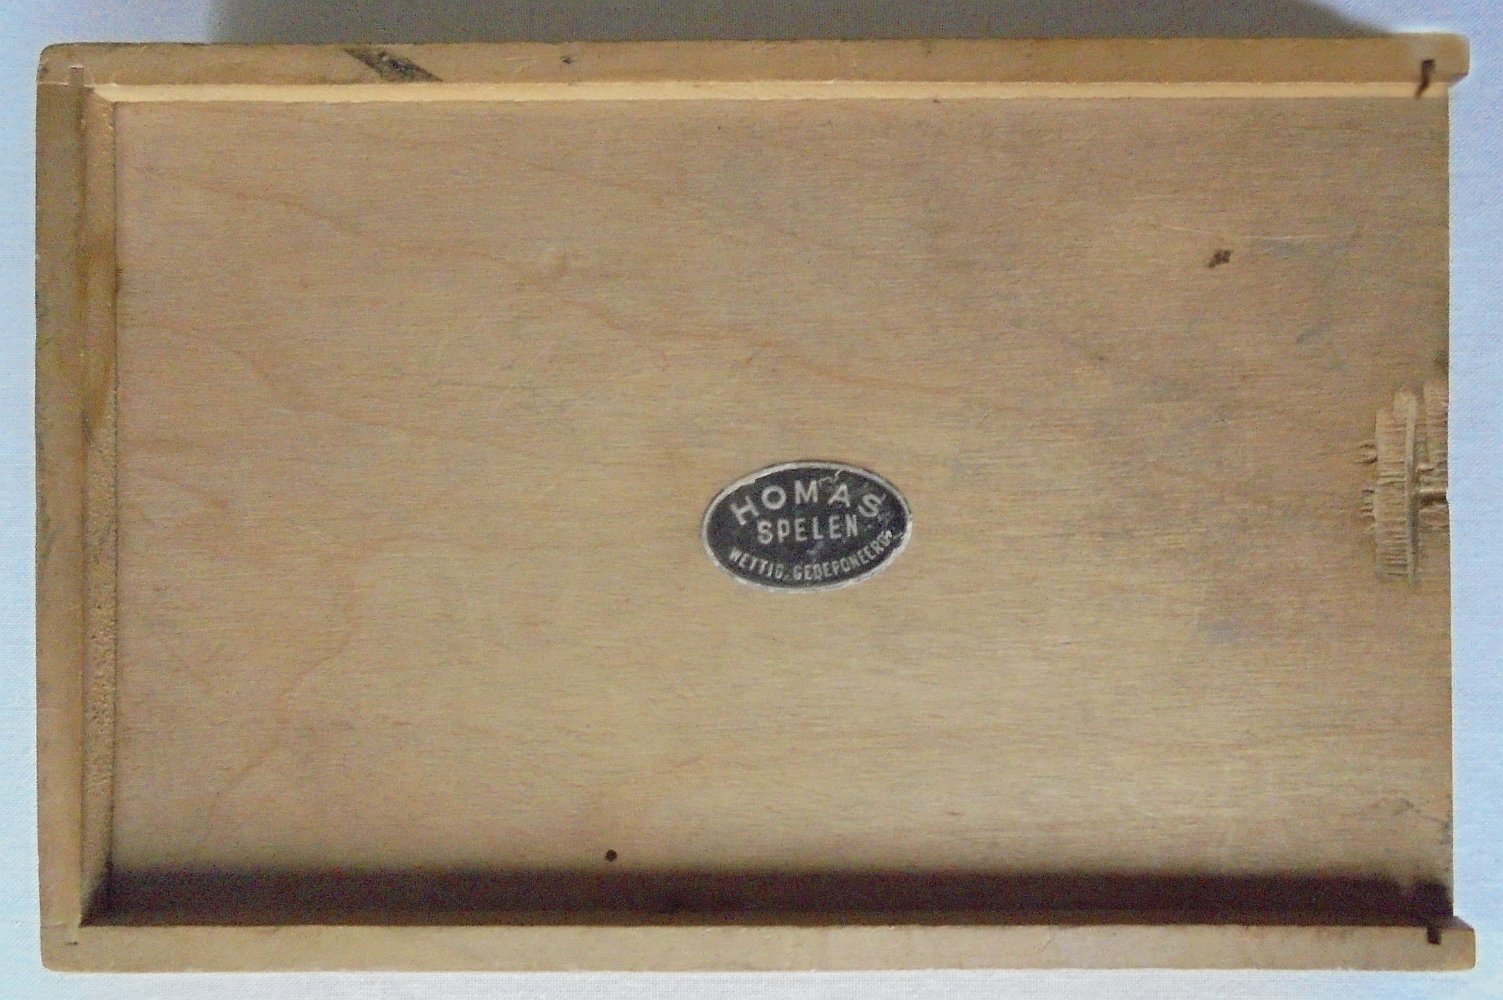 HOMAS
SPELEN
WETTIG. GEDEPONEERD.